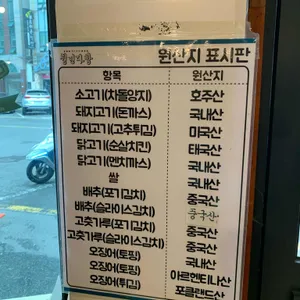 원산지 표시판
항목 원산지
소고기(차돌양지) 호주산
돼지고기(돈까스) 국내산
돼지고기(고추튀김) 미국산
닭고기(순살치킨) 태국산
닭고기(멘치까스) 국내산
쌀 국내산
배추(포기김치) 중국산
배추(슬라이스김치) 중국산
고춧가루(포기김치) 중국산
고춧가루(슬라이스김치) 중국산
오징어(토핑) 국내산
오징어(토핑) 아르헨티나산
오징어(튀김) 포클랜드산